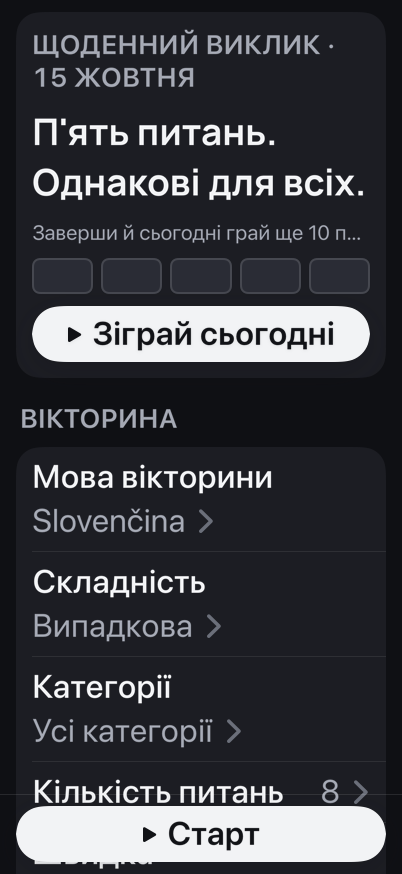 ЩОДЕННИЙ ВИКЛИК ·
15 ЖОВТНЯ
П'ять питань.
Однакові для всіх.
Заверши й сьогодні грай ще 10 п...
Зіграй сьогодні
ВІКТОРИНА
Мова вікторини
Slovenčina
Складність
Випадкова
Категорії
Усі категорії
Кількість питань 8
Старт